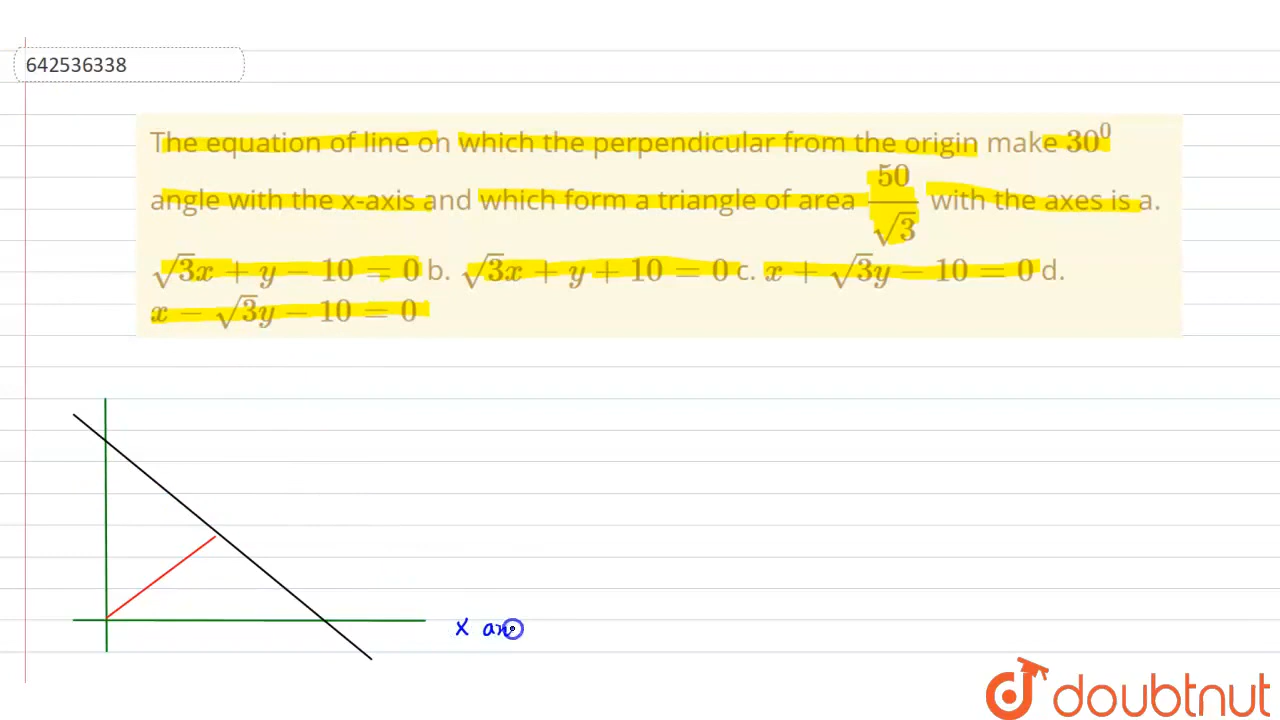 642536338
The equation of line on which the perpendicular from the origin make 30⁰
angle with the x-axis and which form a triangle of area 50/√3 with the axes is a.
√3x + y − 10 = 0 b. √3x + y + 10 = 0 c. x + √3y − 10 = 0 d.
x − √3y − 10 = 0
X
doubtnut